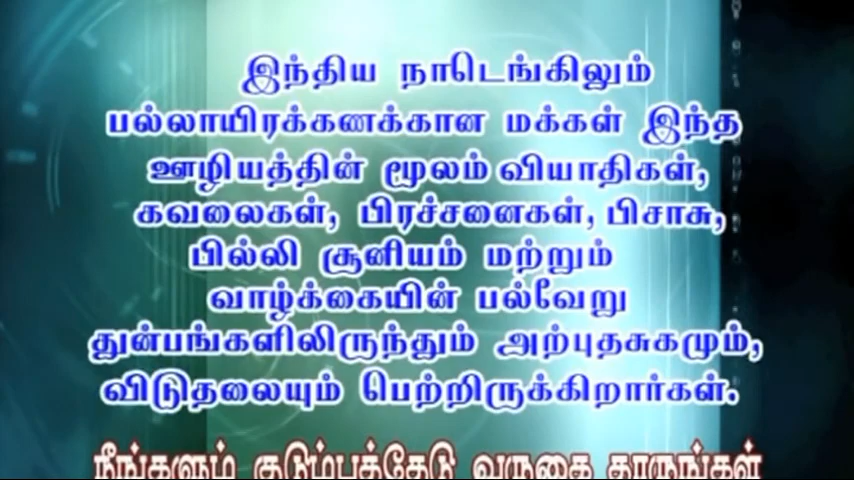 இந்திய நாடெங்கிலும்
பல்லாயிரக்கணக்கான மக்கள் இந்த
ஊழியத்தின் மூலம் வியாதிகள்,
கவலைகள், பிரச்சனைகள், பிசாசு,
பில்லி சூனியம் மற்றும்
வாழ்க்கையின் பல்வேறு
துன்பங்களிலிருந்தும் அற்புதசுகமும்,
விடுதலையும் பெற்றிருக்கிறார்கள்.
நீங்களும் குடும்பத்தோடு வருகை தாருங்கள்